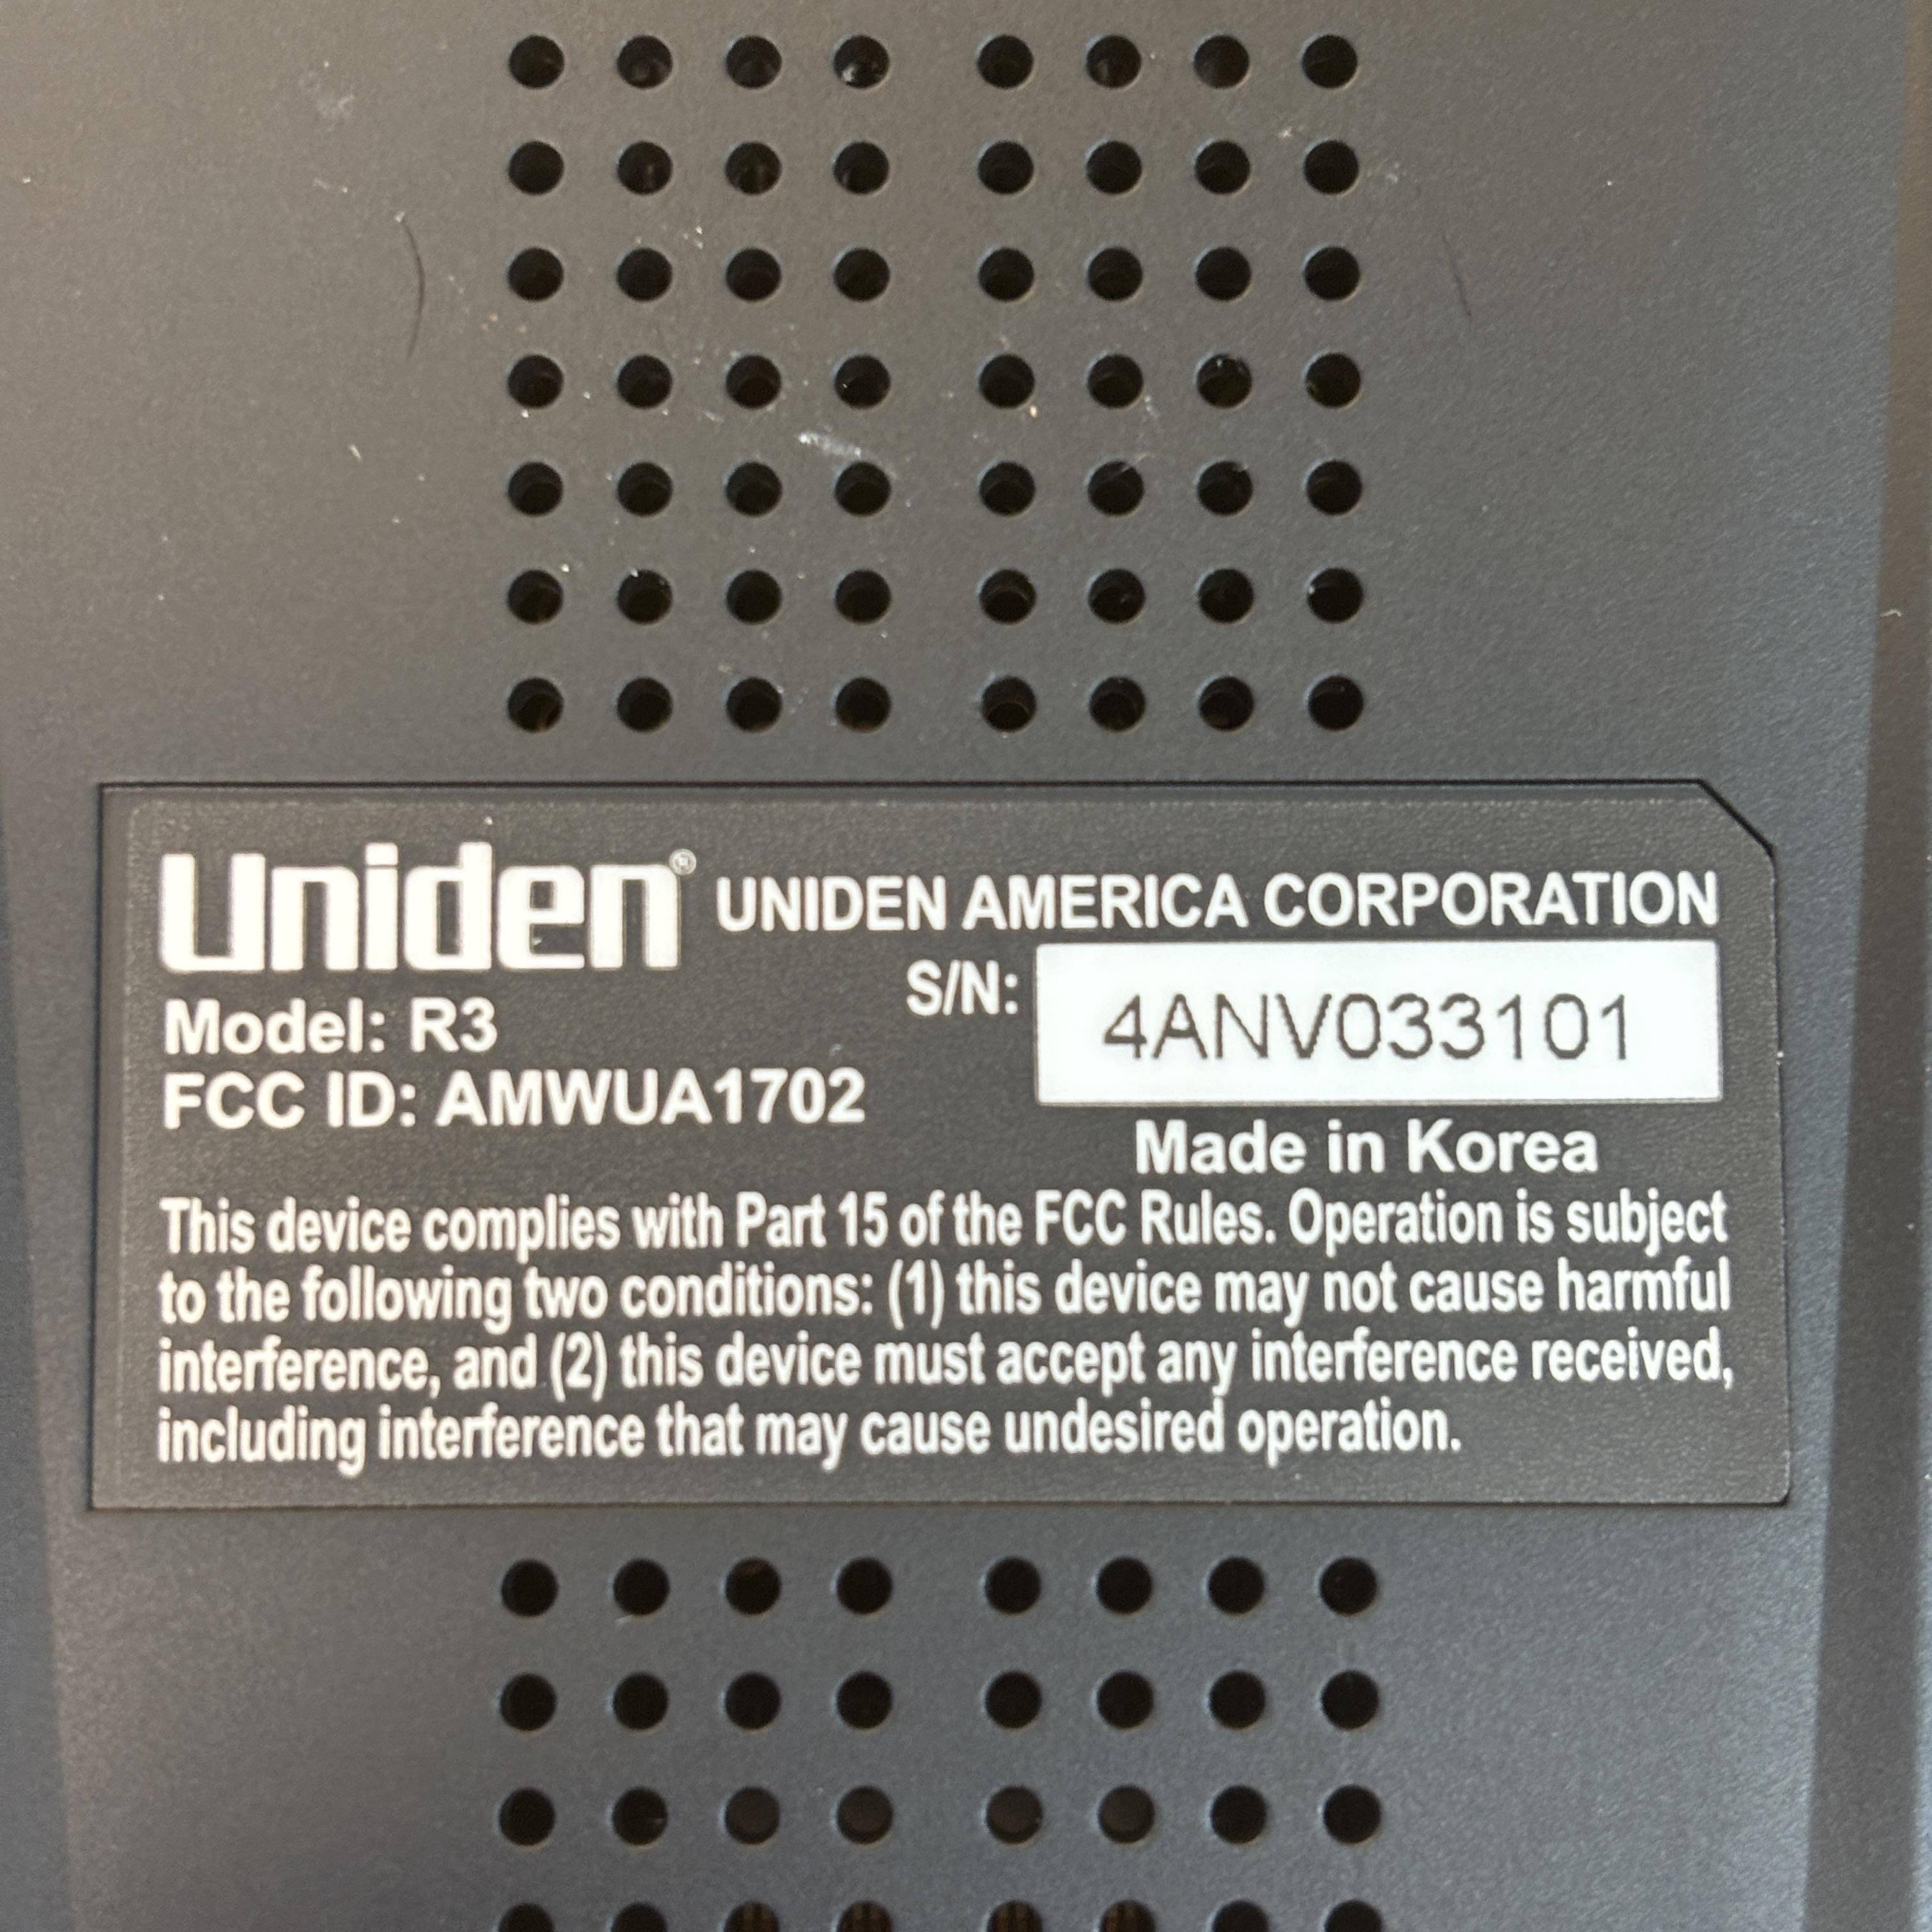 Uniden® UNIDEN AMERICA CORPORATION
S/N: 4ANV033101
Model: R3
FCC ID: AMWUA1702
Made in Korea
This device complies with Part 15 of the FCC Rules. Operation is subject
to the following two conditions: (1) this device may not cause harmful
interference, and (2) this device must accept any interference received,
including interference that may cause undesired operation.